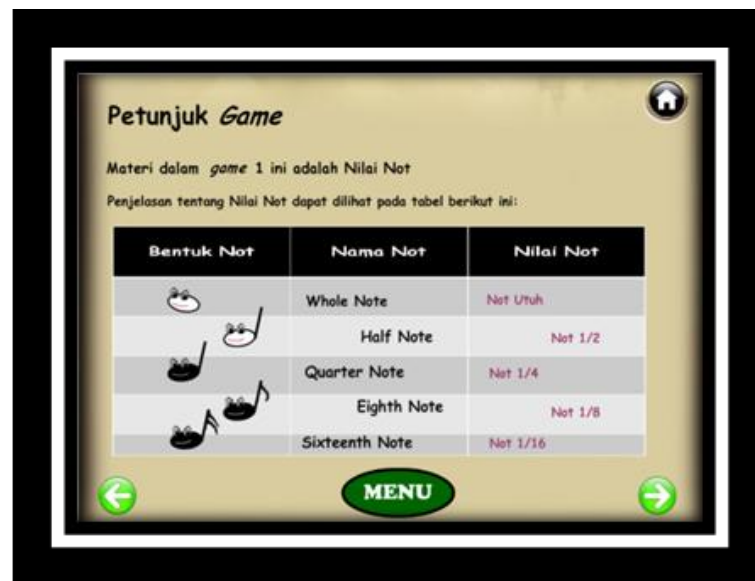 Petunjuk Game
Materi dalam game 1 ini adalah Nilai Not
Penjelasan tentang Nilai Not dapat dilihat pada tabel berikut ini:
Bentuk Not Nama Not Nilai Not
Whole Note Not Utuh
Half Note Not 1/2
Quarter Note Not 1/4
Eighth Note Not 1/8
Sixteenth Note Not 1/16
MENU